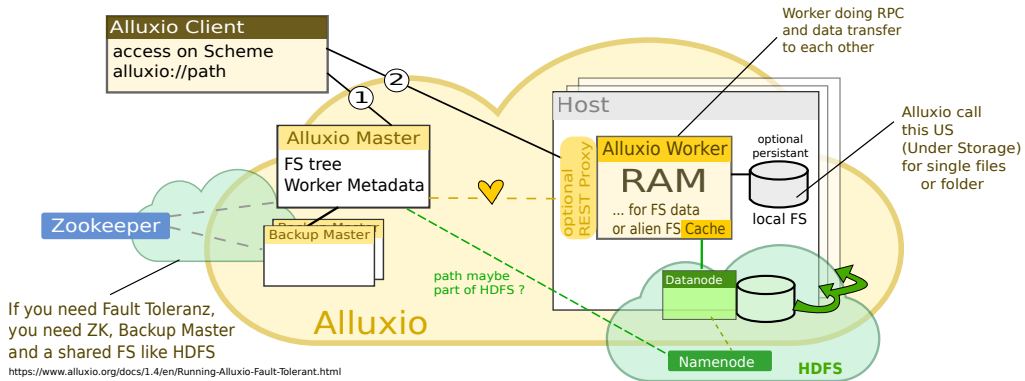 Alluxio Client
access on Scheme
alluxio://path
1
2
Worker doing RPC
and data transfer
to each other
Host
Alluxio call
this US
(Under Storage)
for single files
or folder
Alluxio Master
FS tree
Worker Metadata
optional
REST Proxy
Alluxio Worker
RAM
... for FS data
or alien FS
Cache
optional
persistant
local FS
Zookeeper
Backup Master
Backup Master
path maybe
part of HDFS ?
Datanode
Alluxio
Namenode
HDFS
If you need Fault Toleranz,
you need ZK, Backup Master
and a shared FS like HDFS
https://www.alluxio.org/docs/1.4/en/Running-Alluxio-Fault-Tolerant.html